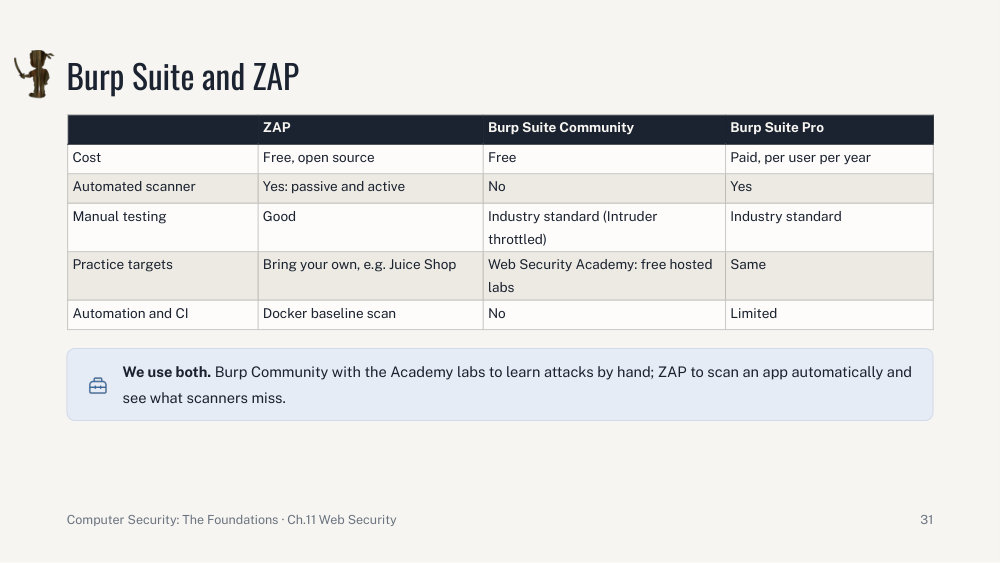 Burp Suite and ZAP
ZAP Burp Suite Community Burp Suite Pro
Cost Free, open source Free Paid, per user per year
Automated scanner Yes: passive and active No Yes
Manual testing Good Industry standard (Intruder Industry standard
throttled)
Practice targets Bring your own, e.g. Juice Shop Web Security Academy: free hosted Same
labs
Automation and CI Docker baseline scan No Limited
We use both. Burp Community with the Academy labs to learn attacks by hand; ZAP to scan an app automatically and
see what scanners miss.
Computer Security: The Foundations · Ch.11 Web Security 31